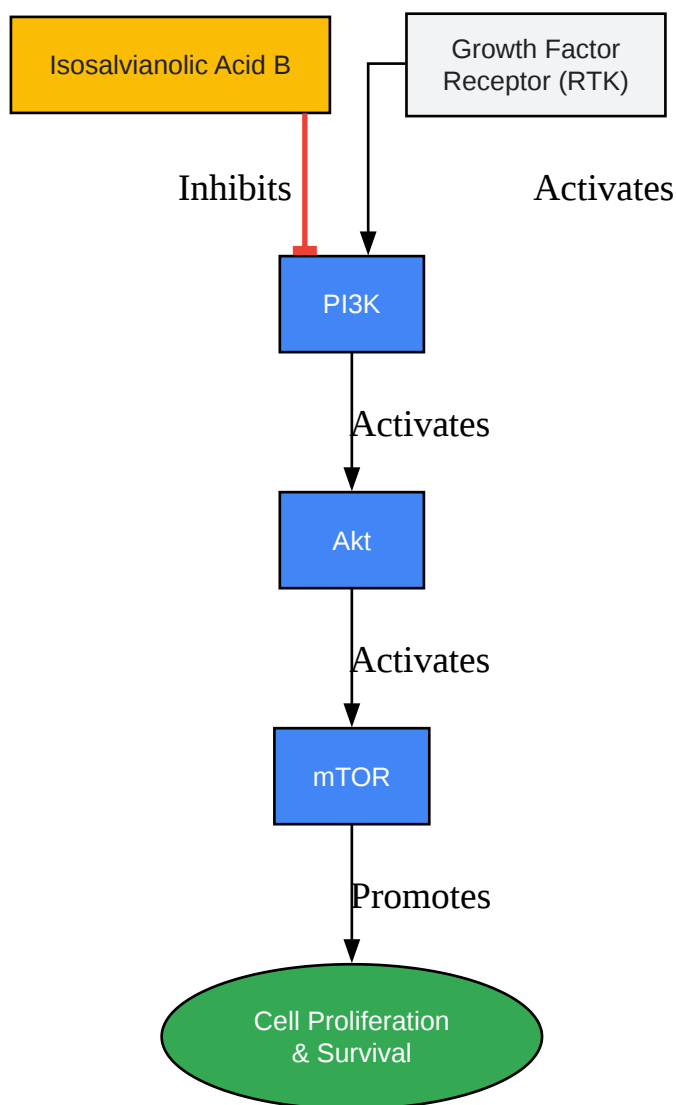 Isosalvianolic Acid B
Growth Factor
Receptor (RTK)
Inhibits
Activates
PI3K
Activates
Akt
Activates
mTOR
Promotes
Cell Proliferation
& Survival